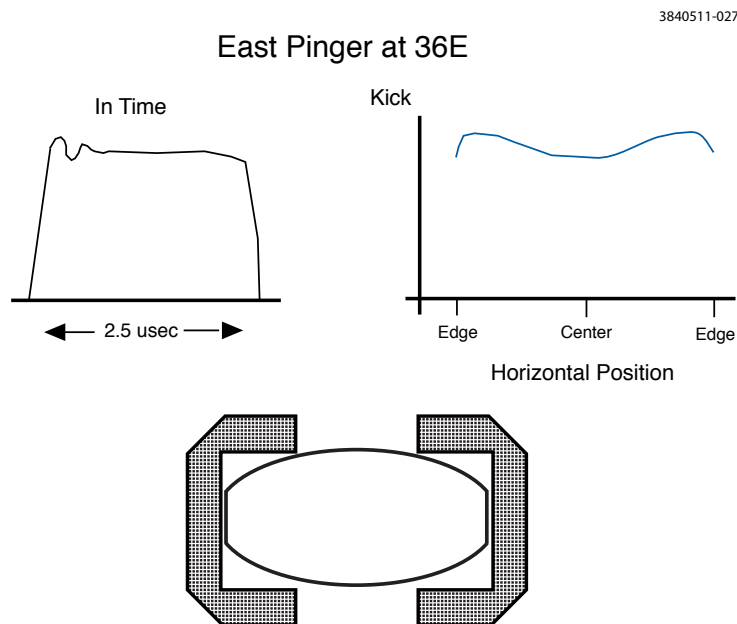 3840511-027
East Pinger at 36E
In Time
Kick
2.5 usec
Edge
Center
Edge
Horizontal Position